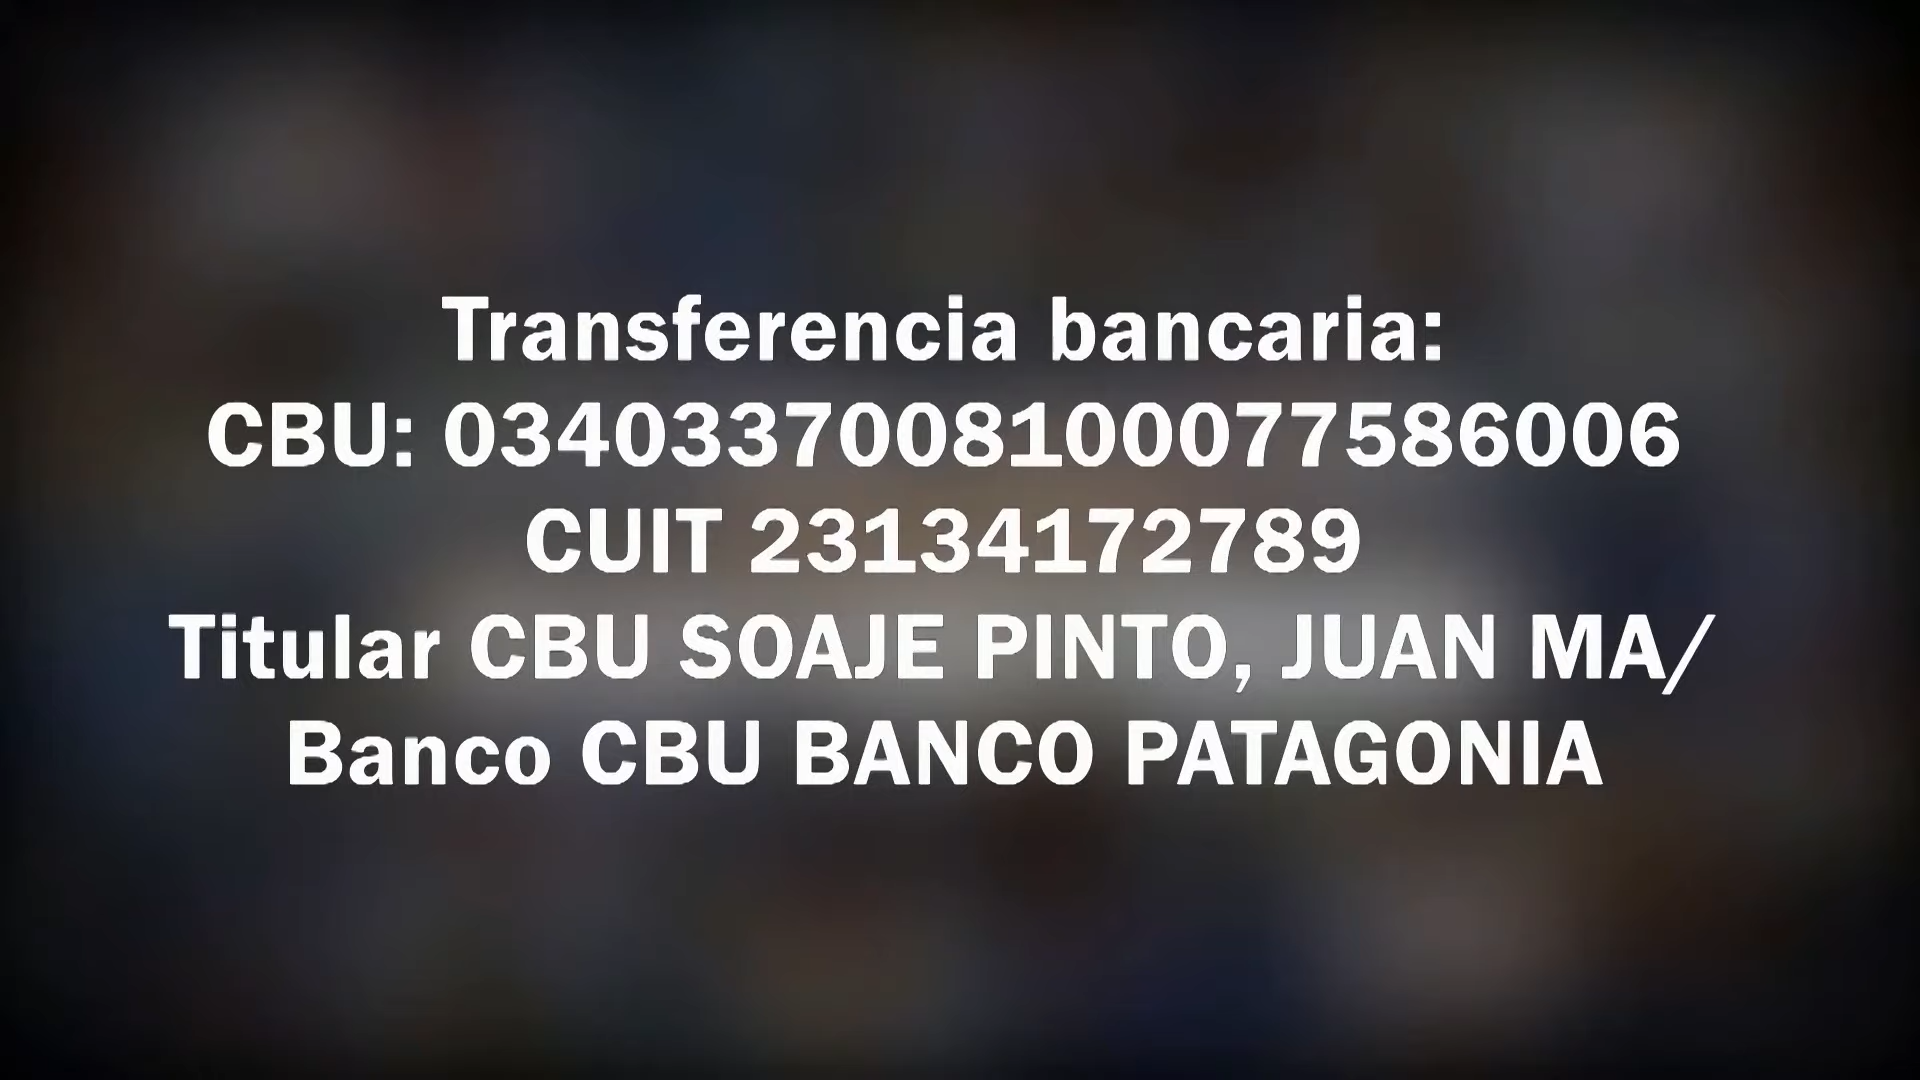 Transferencia bancaria:
CBU: 0340337008100077586006
CUIT 23134172789
Titular CBU SOAJE PINTO, JUAN MA/
Banco CBU BANCO PATAGONIA